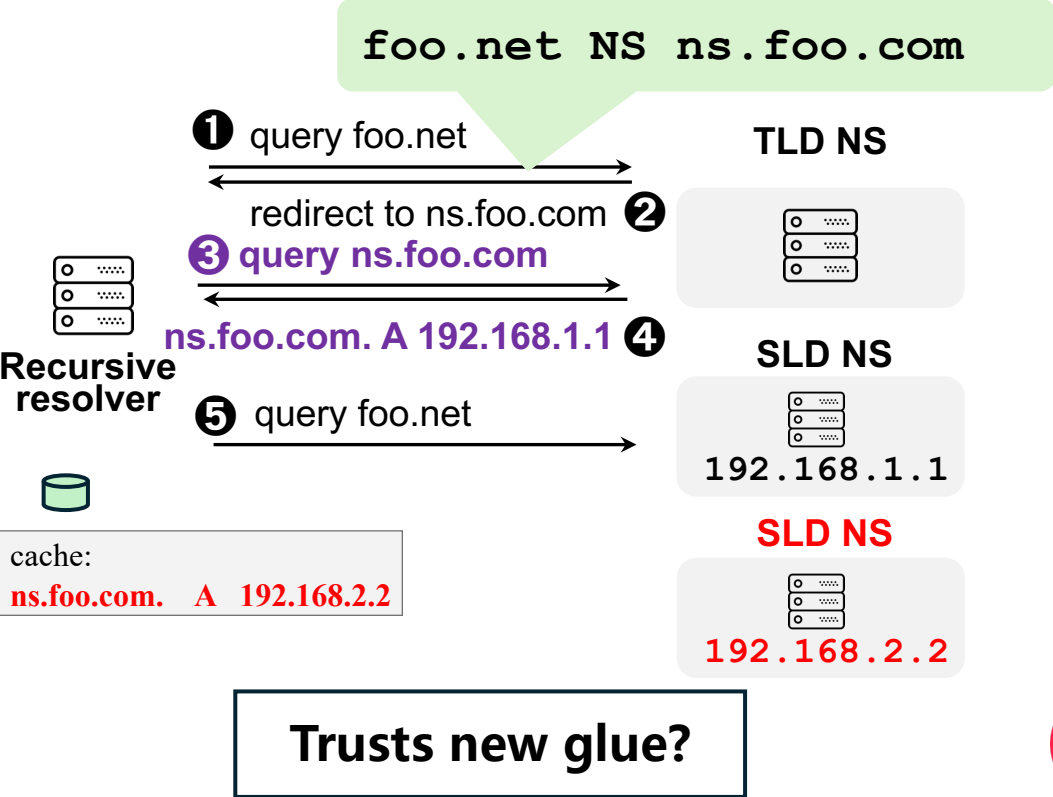 foo.net NS ns.foo.com
❶ query foo.net
TLD NS
redirect to ns.foo.com ❷
❸ query ns.foo.com
ns.foo.com. A 192.168.1.1 ❹
Recursive
resolver
SLD NS
❺ query foo.net
192.168.1.1
cache:
ns.foo.com. A 192.168.2.2
SLD NS
192.168.2.2
Trusts new glue?